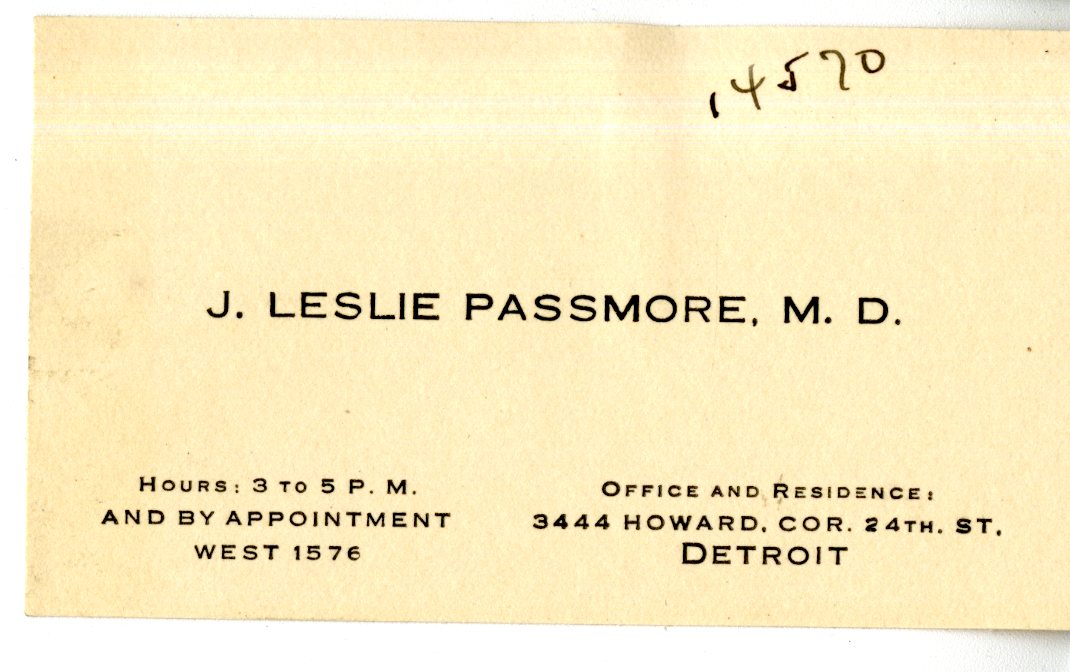 14570
J. LESLIE PASSMORE, M. D.
HOURS: 3 TO 5 P. M.
AND BY APPOINTMENT
WEST 1576
OFFICE AND RESIDENCE:
3444 HOWARD, COR. 24TH. ST.
DETROIT